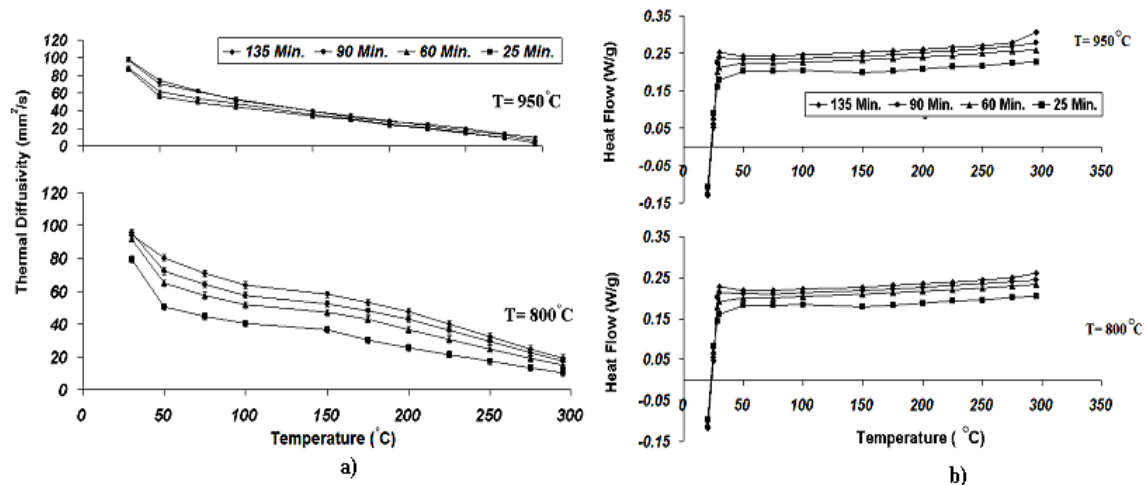 120
100
80
60
40
20
0
135 Min. 90 Min. 60 Min. 25 Min.
T= 950°C
Thermal Diffusivity (mm²/s)
120
100
80
60
40
20
0
T= 800°C
0 50 100 150 200 250 300
Temperature (°C)
a)
0.35
0.25
0.15
0.05
-0.05
-0.15
Heat Flow (W/g)
T= 950°C
135 Min. 90 Min. 60 Min. 25 Min.
0 50 100 150 200 250 300 350
0.35
0.25
0.15
0.05
-0.05
-0.15
Heat Flow (W/g)
T= 800°C
0 50 100 150 200 250 300 350
Temperature (°C)
b)